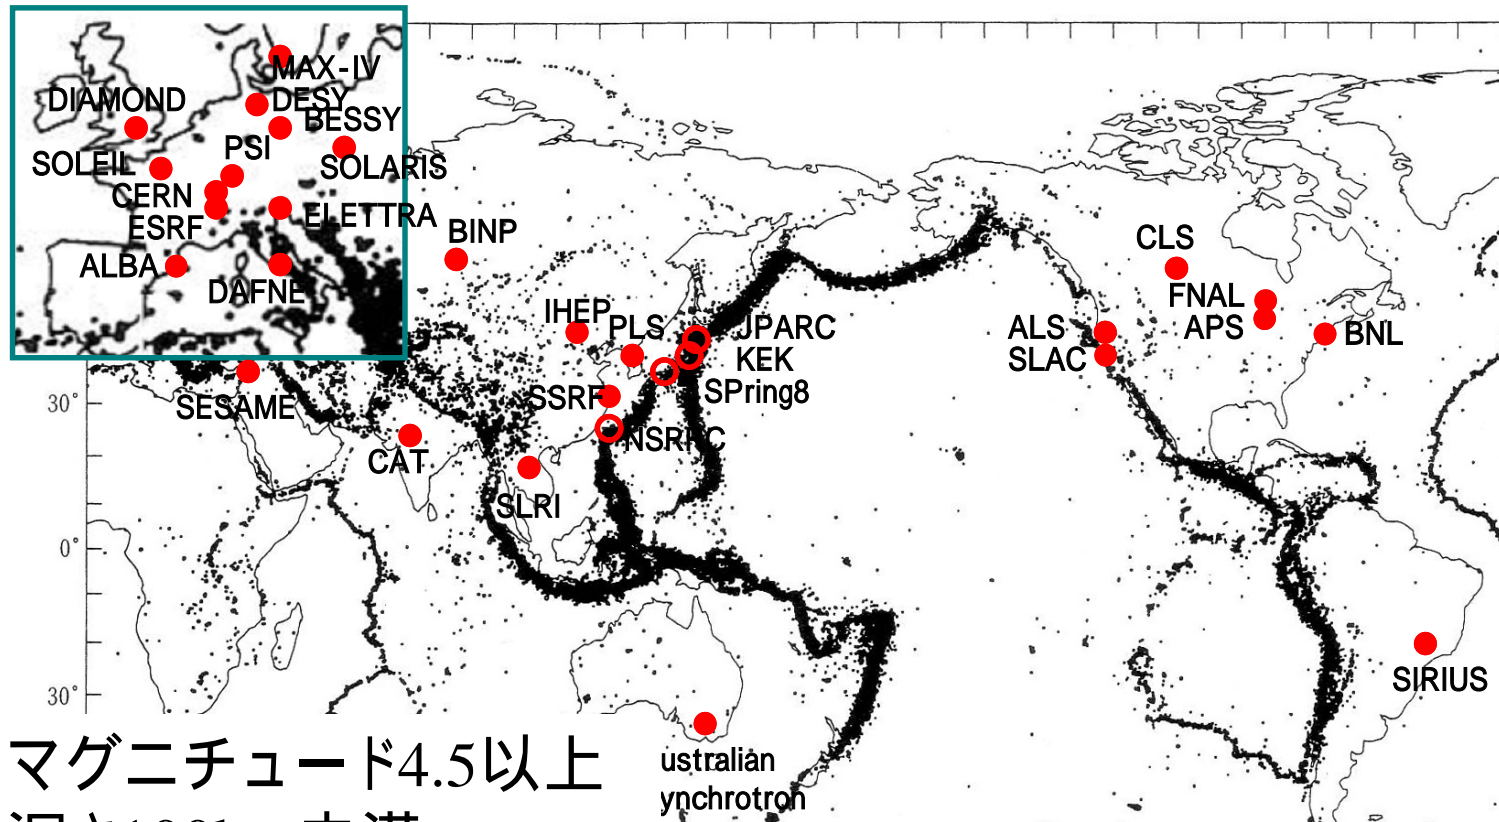 MAX-IV
DIAMOND
DESY
BESSY
PSI
SOLEIL
SOLARIS
CERN
ELETTRA
ESRF
ALBA
DAFNE
BINP
CLS
FNAL
APS
BNL
IHEP
PLS
JPARC
KEK
SPring8
ALS
SLAC
SSRF
SESAME
NSRRC
CAT
SLRI
30°
0°
30°
SIRIUS
ustralian
ynchrotron
マグニチュード4.5以上